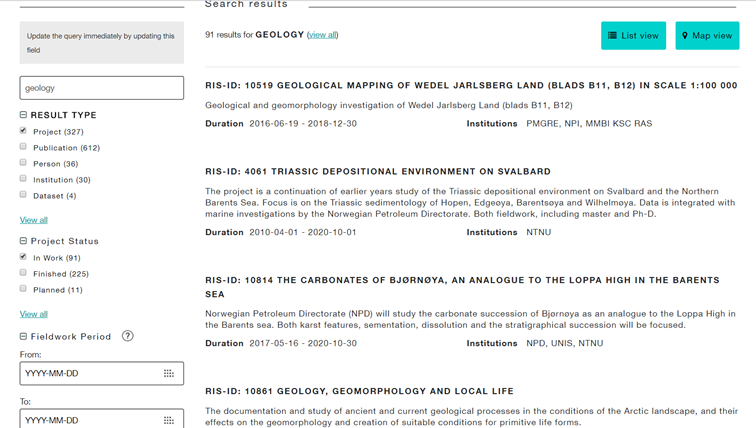 Search results
Update the query immediately by updating this
field
geology
RESULT TYPE
Project (327)
Publication (612)
Person (36)
Institution (30)
Dataset (4)
View all
Project Status
In Work (91)
Finished (225)
Planned (11)
View all
Fieldwork Period ?
From:
YYYY-MM-DD
To:
YYYY-MM-DD
91 results for GEOLOGY (view all)
List view
Map view
RIS-ID: 10519 GEOLOGICAL MAPPING OF WEDEL JARLSBERG LAND (BLADS B11, B12) IN SCALE 1:100 000
Geological and geomorphology investigation of Wedel Jarlsberg Land (blads B11, B12)
Duration 2016-06-19 - 2018-12-30 Institutions PMGRE, NPI, MMBI KSC RAS
RIS-ID: 4061 TRIASSIC DEPOSITIONAL ENVIRONMENT ON SVALBARD
The project is a continuation of earlier years study of the Triassic depositional environment on Svalbard and the Northern
Barents Sea. Focus is on the Triassic sedimentology of Hopen, Edgeøya, Barentsøya and Wilhelmøya. Data is integrated with
marine investigations by the Norwegian Petroleum Directorate. Both fieldwork, including master and Ph-D.
Duration 2010-04-01 - 2020-10-01 Institutions NTNU
RIS-ID: 10814 THE CARBONATES OF BJØRNØYA, AN ANALOGUE TO THE LOPPA HIGH IN THE BARENTS
SEA
Norwegian Petroleum Directorate (NPD) will study the carbonate succession of Bjørnøya as an analogue to the Loppa High in
the Barents sea. Both karst features, sementation, dissolution and the stratigraphical succession will be focused.
Duration 2017-05-16 - 2020-10-30 Institutions NPD, UNIS, NTNU
RIS-ID: 10861 GEOLOGY, GEOMORPHOLOGY AND LOCAL LIFE
The documentation and study of ancient and current geological processes in the conditions of the Arctic landscape, and their
effects on the geomorphology and creation of suitable conditions for primitive life forms.